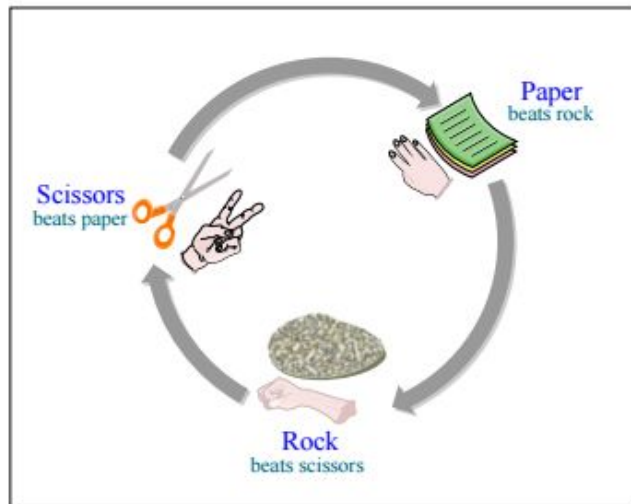 Paper
beats rock
Scissors
beats paper
Rock
beats scissors